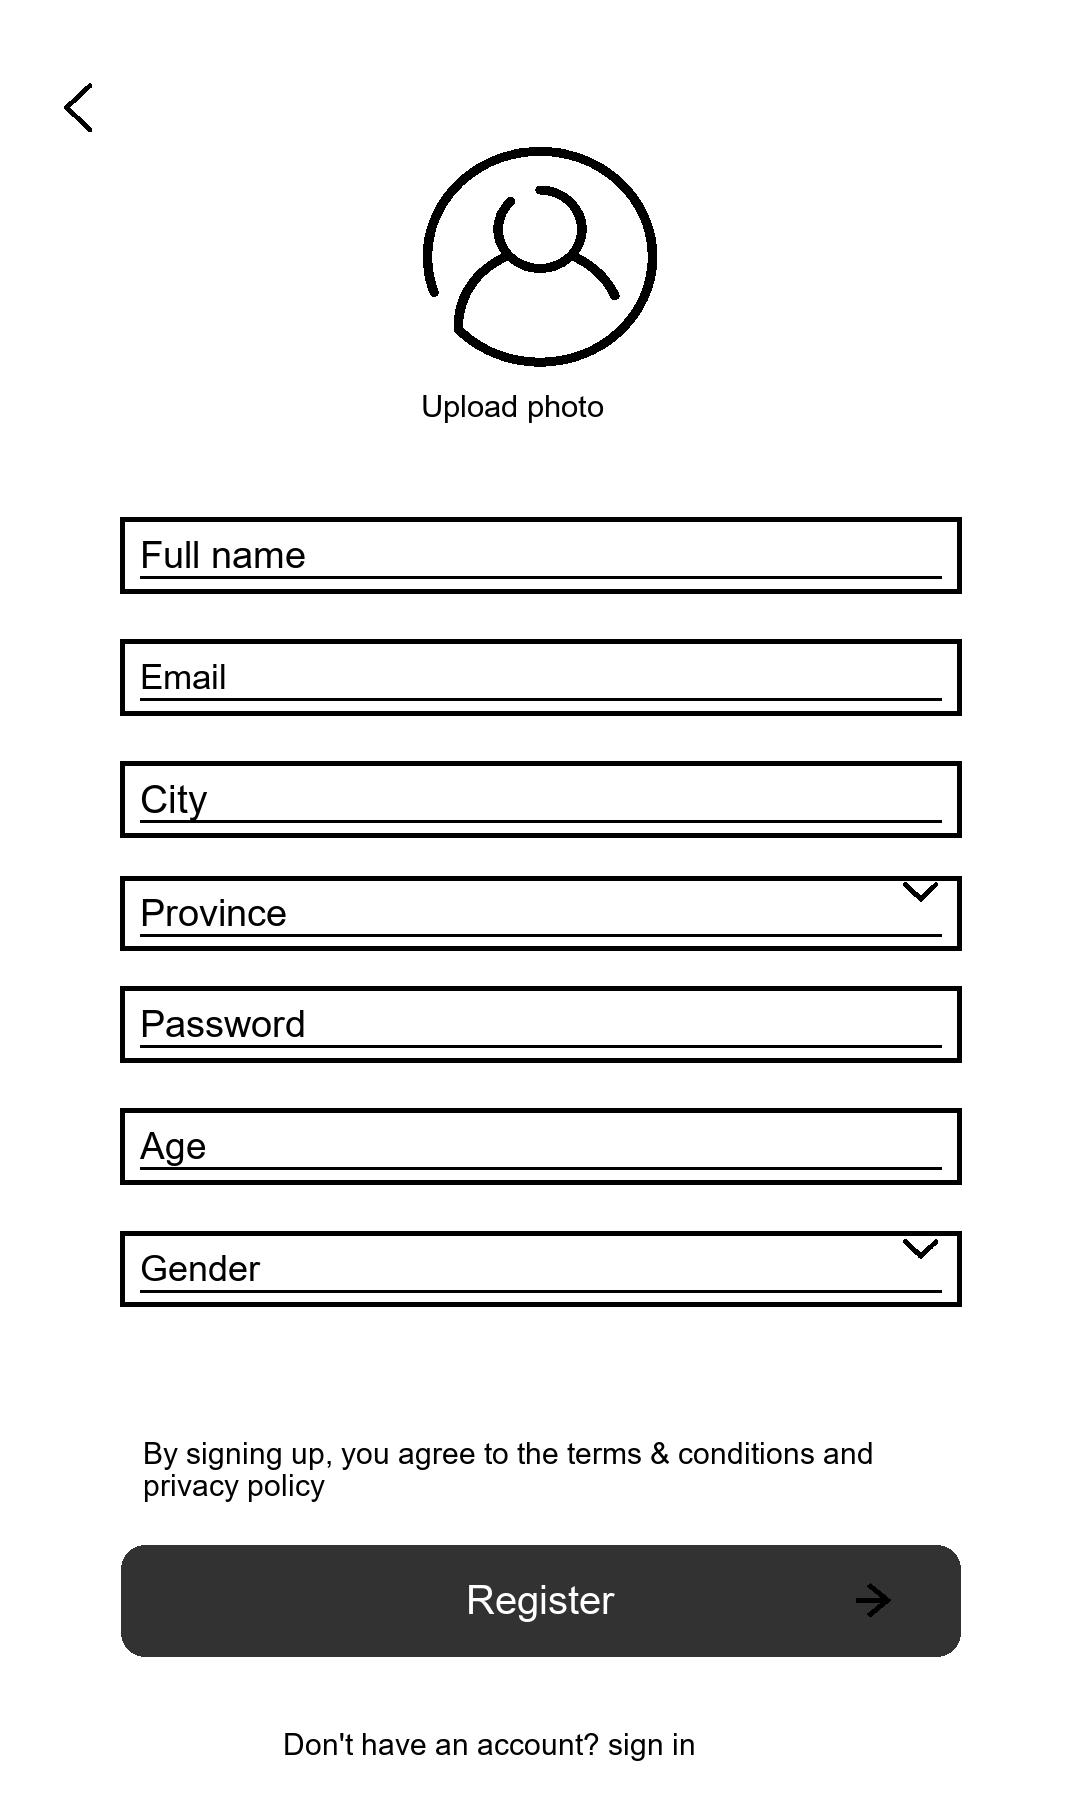 Upload photo
Full name
Email
City
Province
Password
Age
Gender
By signing up, you agree to the terms & conditions and
privacy policy
Register
Don't have an account? sign in